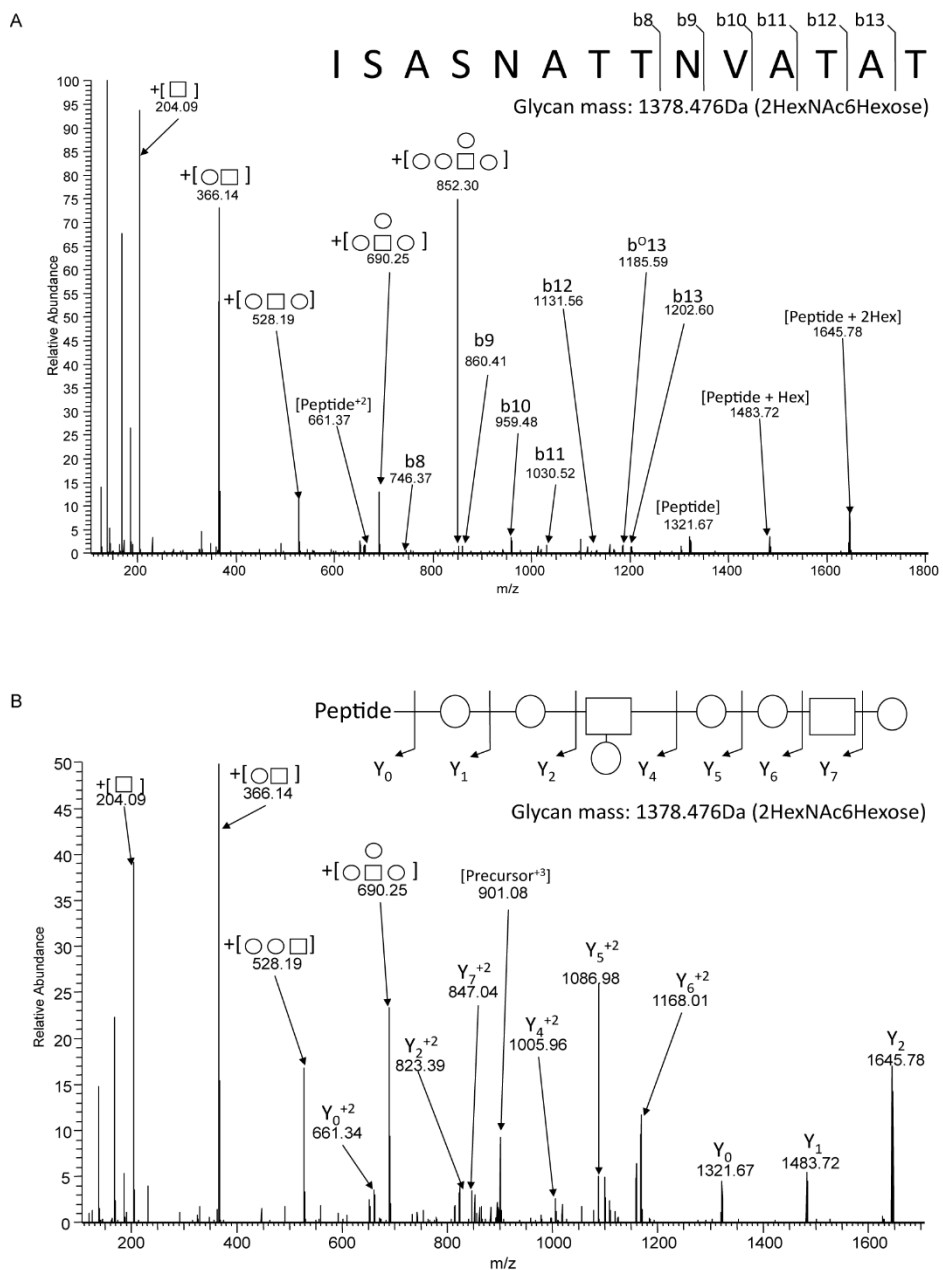 A
b8 b9 b10 b11 b12 b13
I S A S N A T T N V A T A T
Glycan mass: 1378.476Da (2HexNAc6Hexose)
+[ ]
204.09
+[ ]
366.14
+[ ]
528.19
+[ ]
690.25
+[ ]
852.30
[Peptide+2]
661.37
b8
746.37
b9
860.41
b10
959.48
b11
1030.52
b12
1131.56
bO13
1185.59
b13
1202.60
[Peptide]
1321.67
[Peptide + Hex]
1483.72
[Peptide + 2Hex]
1645.78
Relative Abundance
100
95
90
85
80
75
70
65
60
55
50
45
40
35
30
25
20
15
10
5
0
200 400 600 800 1000 1200 1400 1600 1800
m/z
B
Peptide
Y0 Y1 Y2 Y4 Y5 Y6 Y7
Glycan mass: 1378.476Da (2HexNAc6Hexose)
+[ ]
204.09
+[ ]
366.14
+[ ]
528.19
+[ ]
690.25
Y0+2
661.34
Y2+2
823.39
Y7+2
847.04
[Precursor+3]
901.08
Y4+2
1005.96
Y5+2
1086.98
Y6+2
1168.01
Y0
1321.67
Y1
1483.72
Y2
1645.78
Relative Abundance
50
45
40
35
30
25
20
15
10
5
0
200 400 600 800 1000 1200 1400 1600
m/z